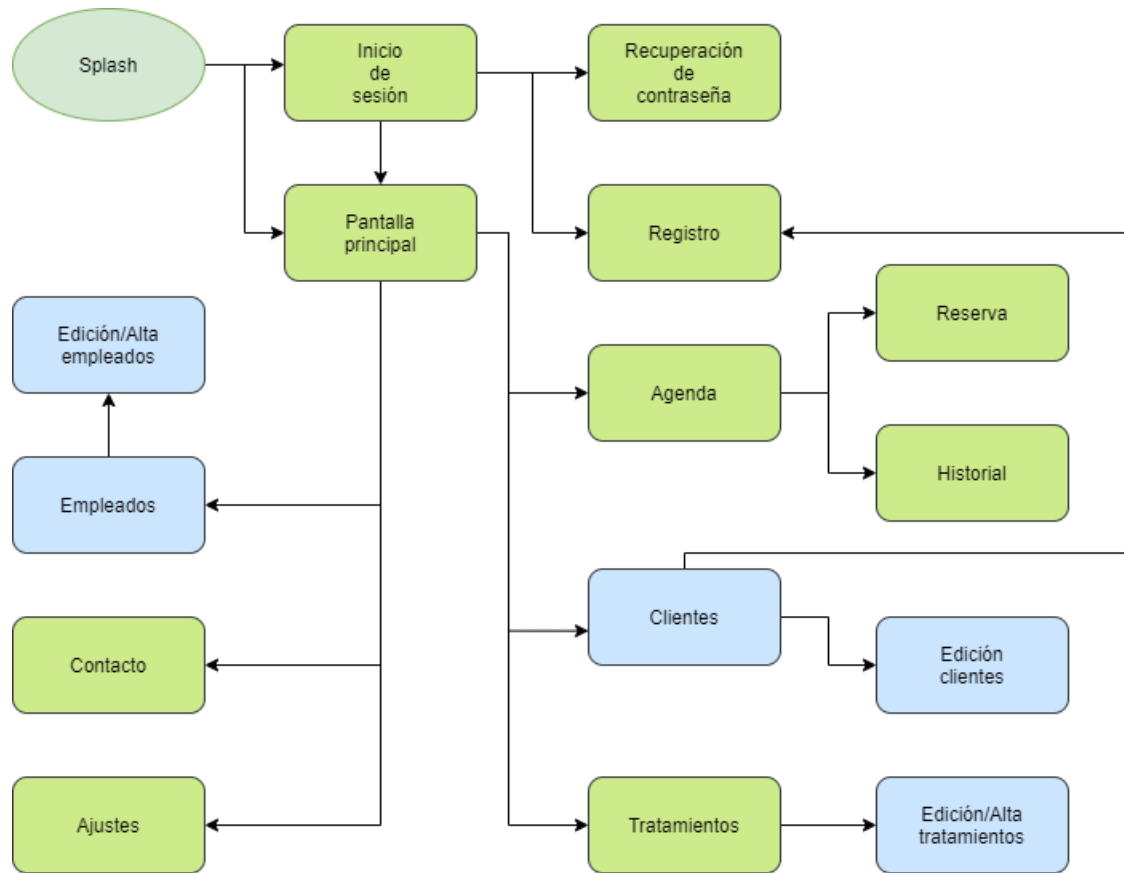 Splash
Inicio
de
sesión
Recuperación
de
contraseña
Pantalla
principal
Registro
Edición/Alta
empleados
Reserva
Agenda
Historial
Empleados
Clientes
Edición
clientes
Contacto
Ajustes
Tratamientos
Edición/Alta
tratamientos